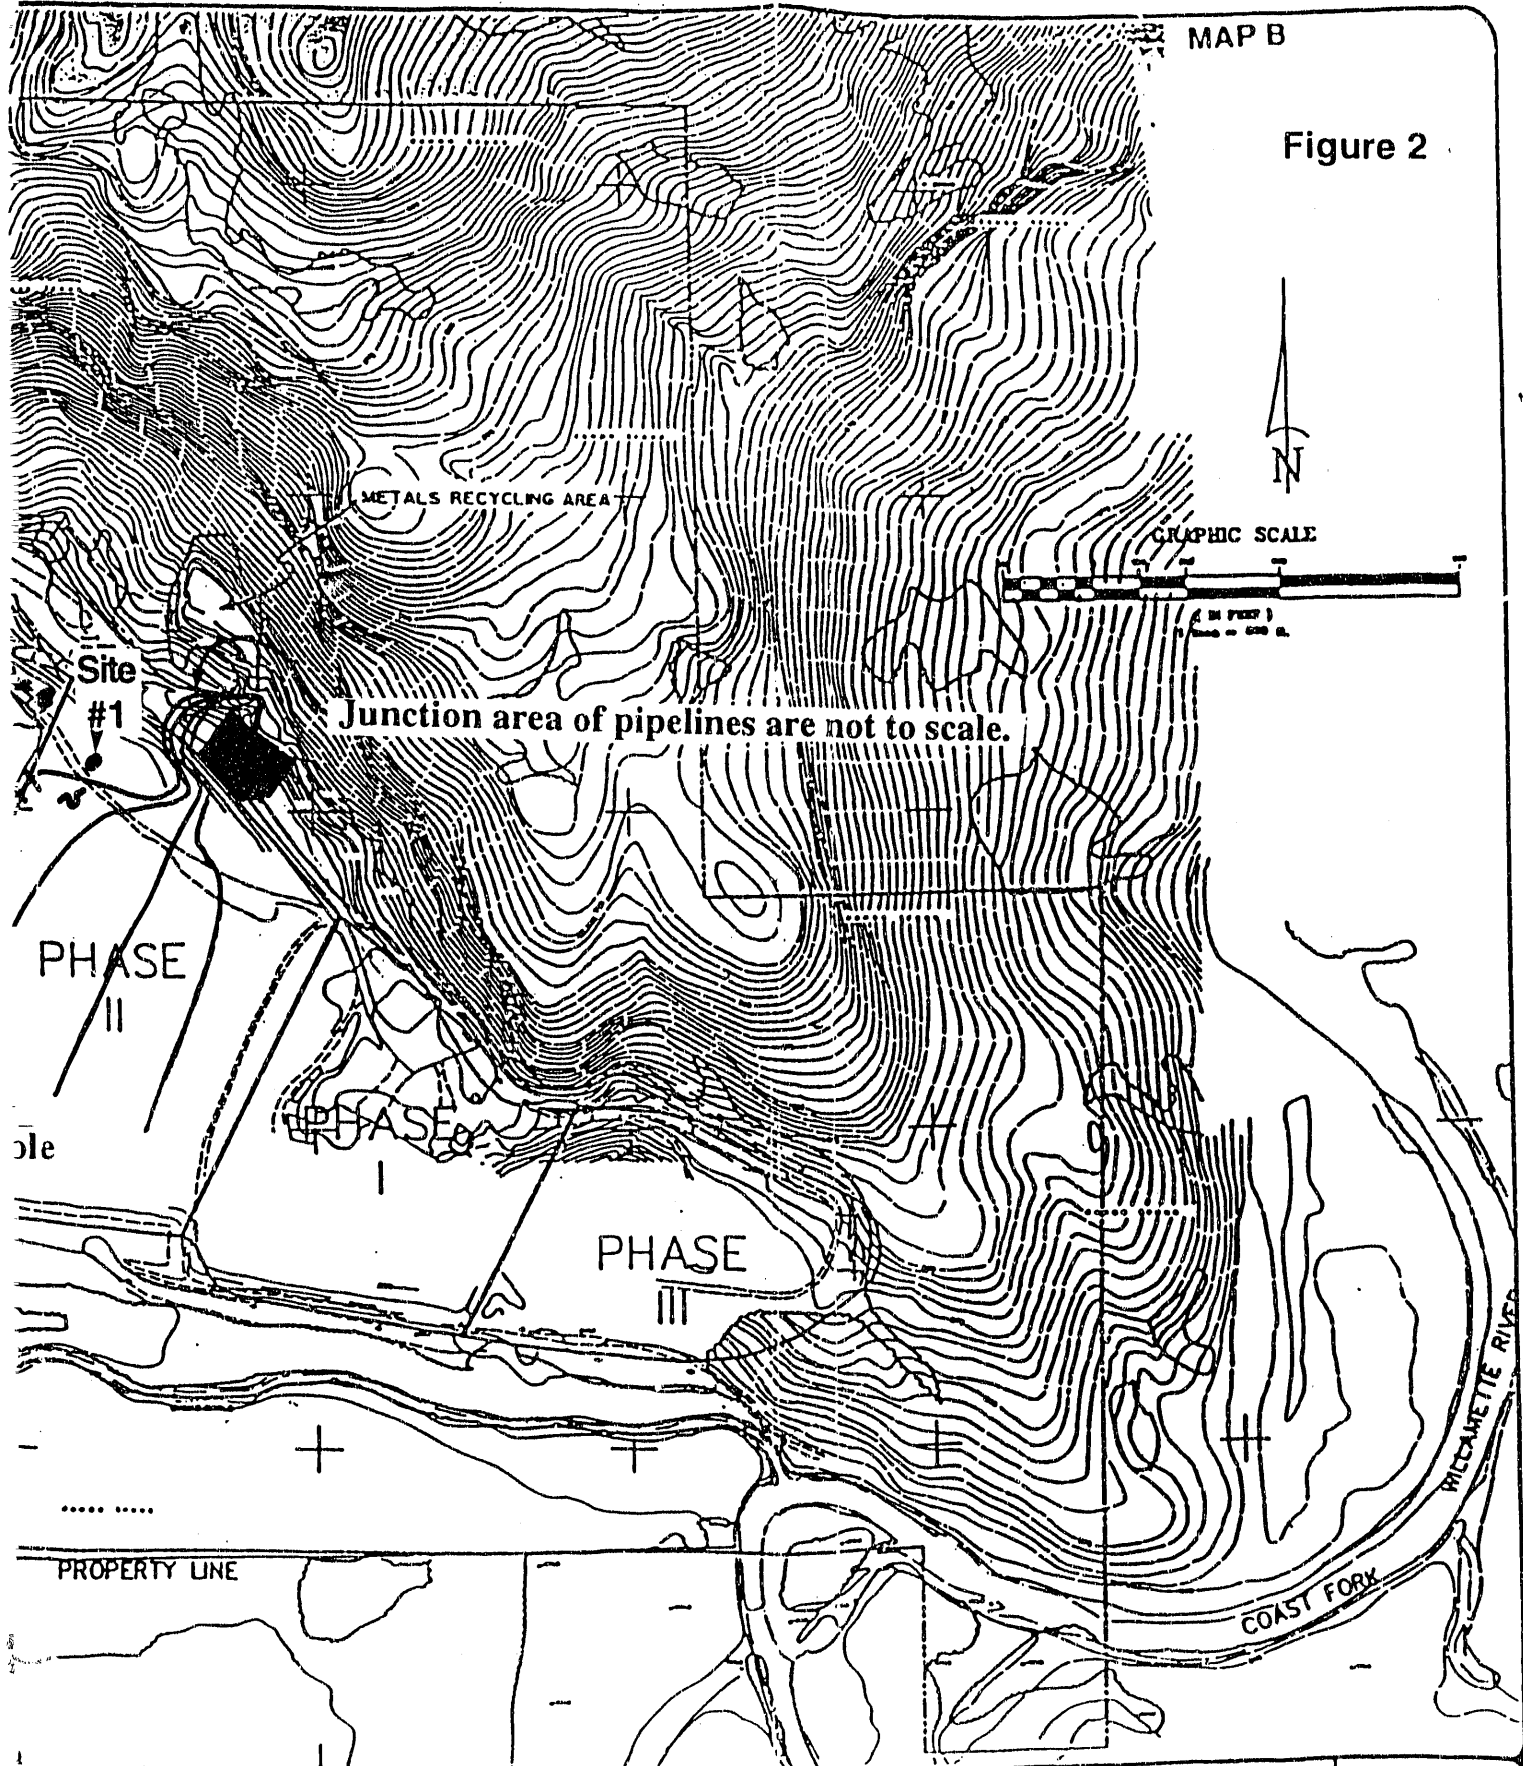 MAP B
Figure 2
N
METALS RECYCLING AREA
GRAPHIC SCALE
( IN FEET )
Site
#1
Junction area of pipelines are not to scale.
PHASE
II
PHASE
I
ole
PHASE
III
WILLAMETTE RIVER
PROPERTY LINE
COAST FORK